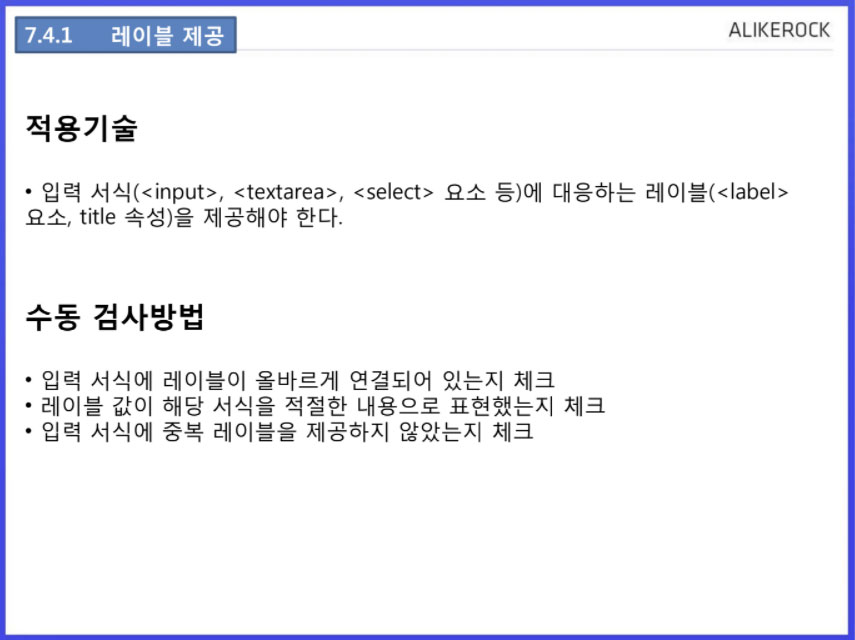 7.4.1 레이블 제공
ALIKEROCK
적용기술
• 입력 서식(<input>, <textarea>, <select> 요소 등)에 대응하는 레이블(<label>
요소, title 속성)을 제공해야 한다.
수동 검사방법
• 입력 서식에 레이블이 올바르게 연결되어 있는지 체크
• 레이블 값이 해당 서식을 적절한 내용으로 표현했는지 체크
• 입력 서식에 중복 레이블을 제공하지 않았는지 체크